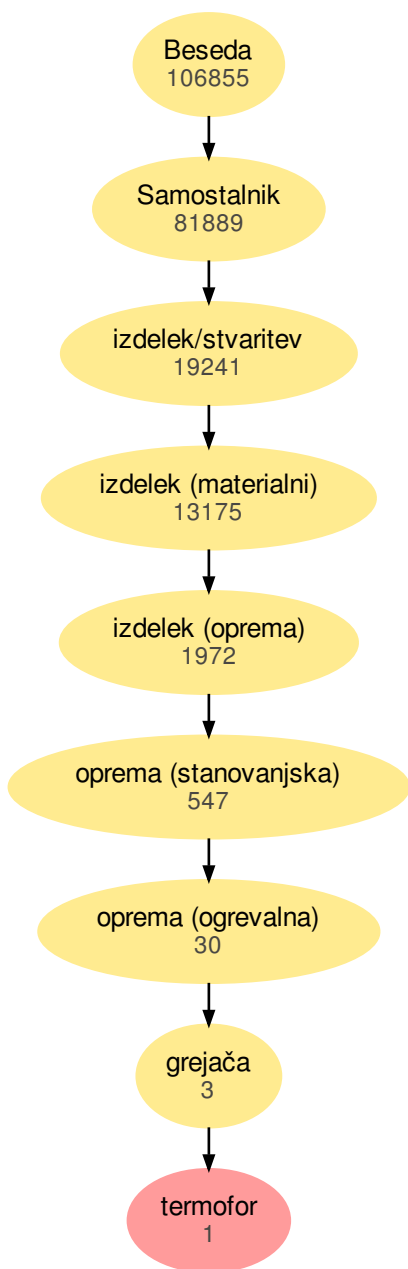 Beseda
106855
Samostalnik
81889
izdelek/stvaritev
19241
izdelek (materialni)
13175
izdelek (oprema)
1972
oprema (stanovanjska)
547
oprema (ogrevalna)
30
grejača
3
termofor
1